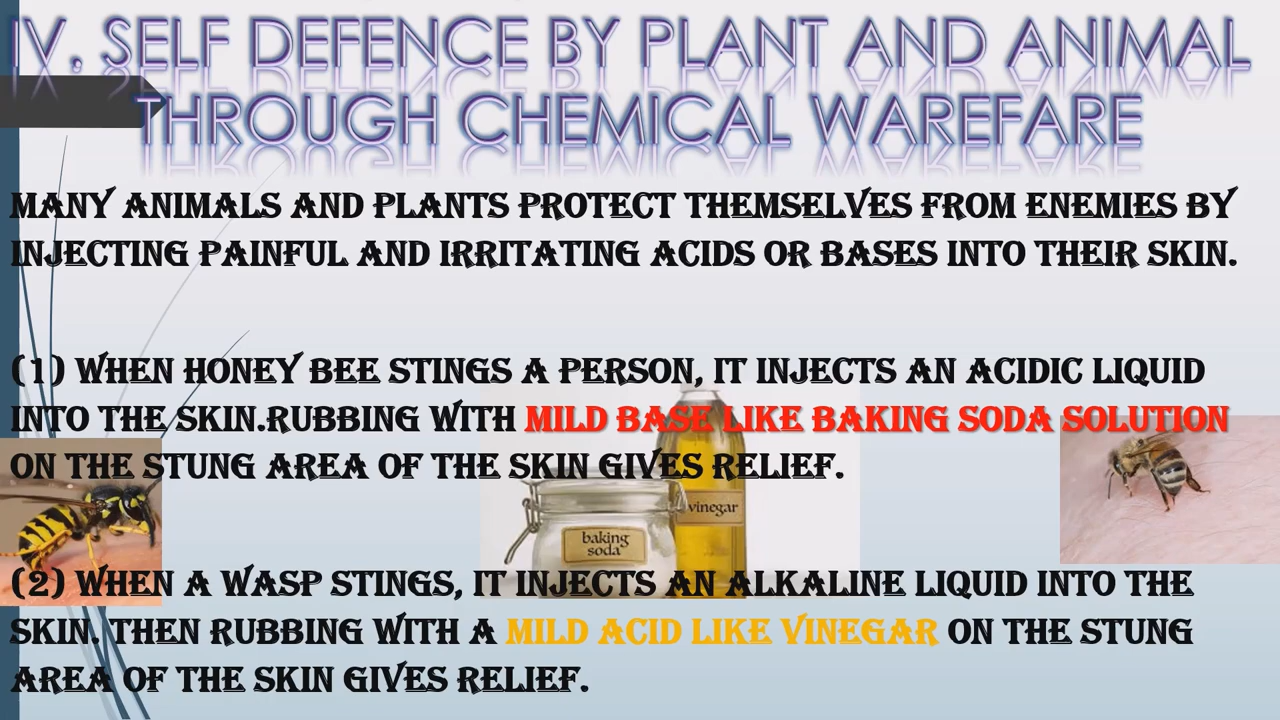 IV. SELF DEFENCE BY PLANT AND ANIMAL
THROUGH CHEMICAL WAREFARE
MANY ANIMALS AND PLANTS PROTECT THEMSELVES FROM ENEMIES BY
INJECTING PAINFUL AND IRRITATING ACIDS OR BASES INTO THEIR SKIN.
(1) WHEN HONEY BEE STINGS A PERSON, IT INJECTS AN ACIDIC LIQUID
INTO THE SKIN.RUBBING WITH MILD BASE LIKE BAKING SODA SOLUTION
ON THE STUNG AREA OF THE SKIN GIVES RELIEF.
vinegar
baking
soda
(2) WHEN A WASP STINGS, IT INJECTS AN ALKALINE LIQUID INTO THE
SKIN. THEN RUBBING WITH A MILD ACID LIKE VINEGAR ON THE STUNG
AREA OF THE SKIN GIVES RELIEF.